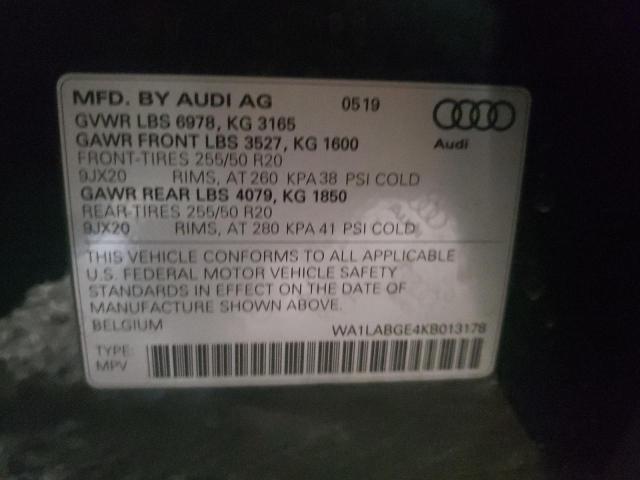 MFD. BY AUDI AG 0519
GVWR LBS 6978, KG 3165
GAWR FRONT LBS 3527, KG 1600
Audi
FRONT-TIRES 255/50 R20
9JX20 RIMS, AT 260 KPA 38 PSI COLD
GAWR REAR LBS 4079, KG 1850
REAR-TIRES 255/50 R20
9JX20 RIMS, AT 280 KPA 41 PSI COLD
THIS VEHICLE CONFORMS TO ALL APPLICABLE
U.S. FEDERAL MOTOR VEHICLE SAFETY
STANDARDS IN EFFECT ON THE DATE OF
MANUFACTURE SHOWN ABOVE.
BELGIUM WA1LABGE4KB013178
TYPE:
MPV